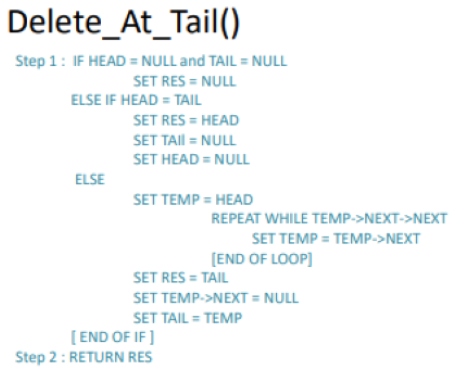 Delete_At_Tail()
Step 1 : IF HEAD = NULL and TAIL = NULL
SET RES = NULL
ELSE IF HEAD = TAIL
SET RES = HEAD
SET TAIl = NULL
SET HEAD = NULL
ELSE
SET TEMP = HEAD
REPEAT WHILE TEMP->NEXT->NEXT
SET TEMP = TEMP->NEXT
[END OF LOOP]
SET RES = TAIL
SET TEMP->NEXT = NULL
SET TAIL = TEMP
[ END OF IF ]
Step 2 : RETURN RES